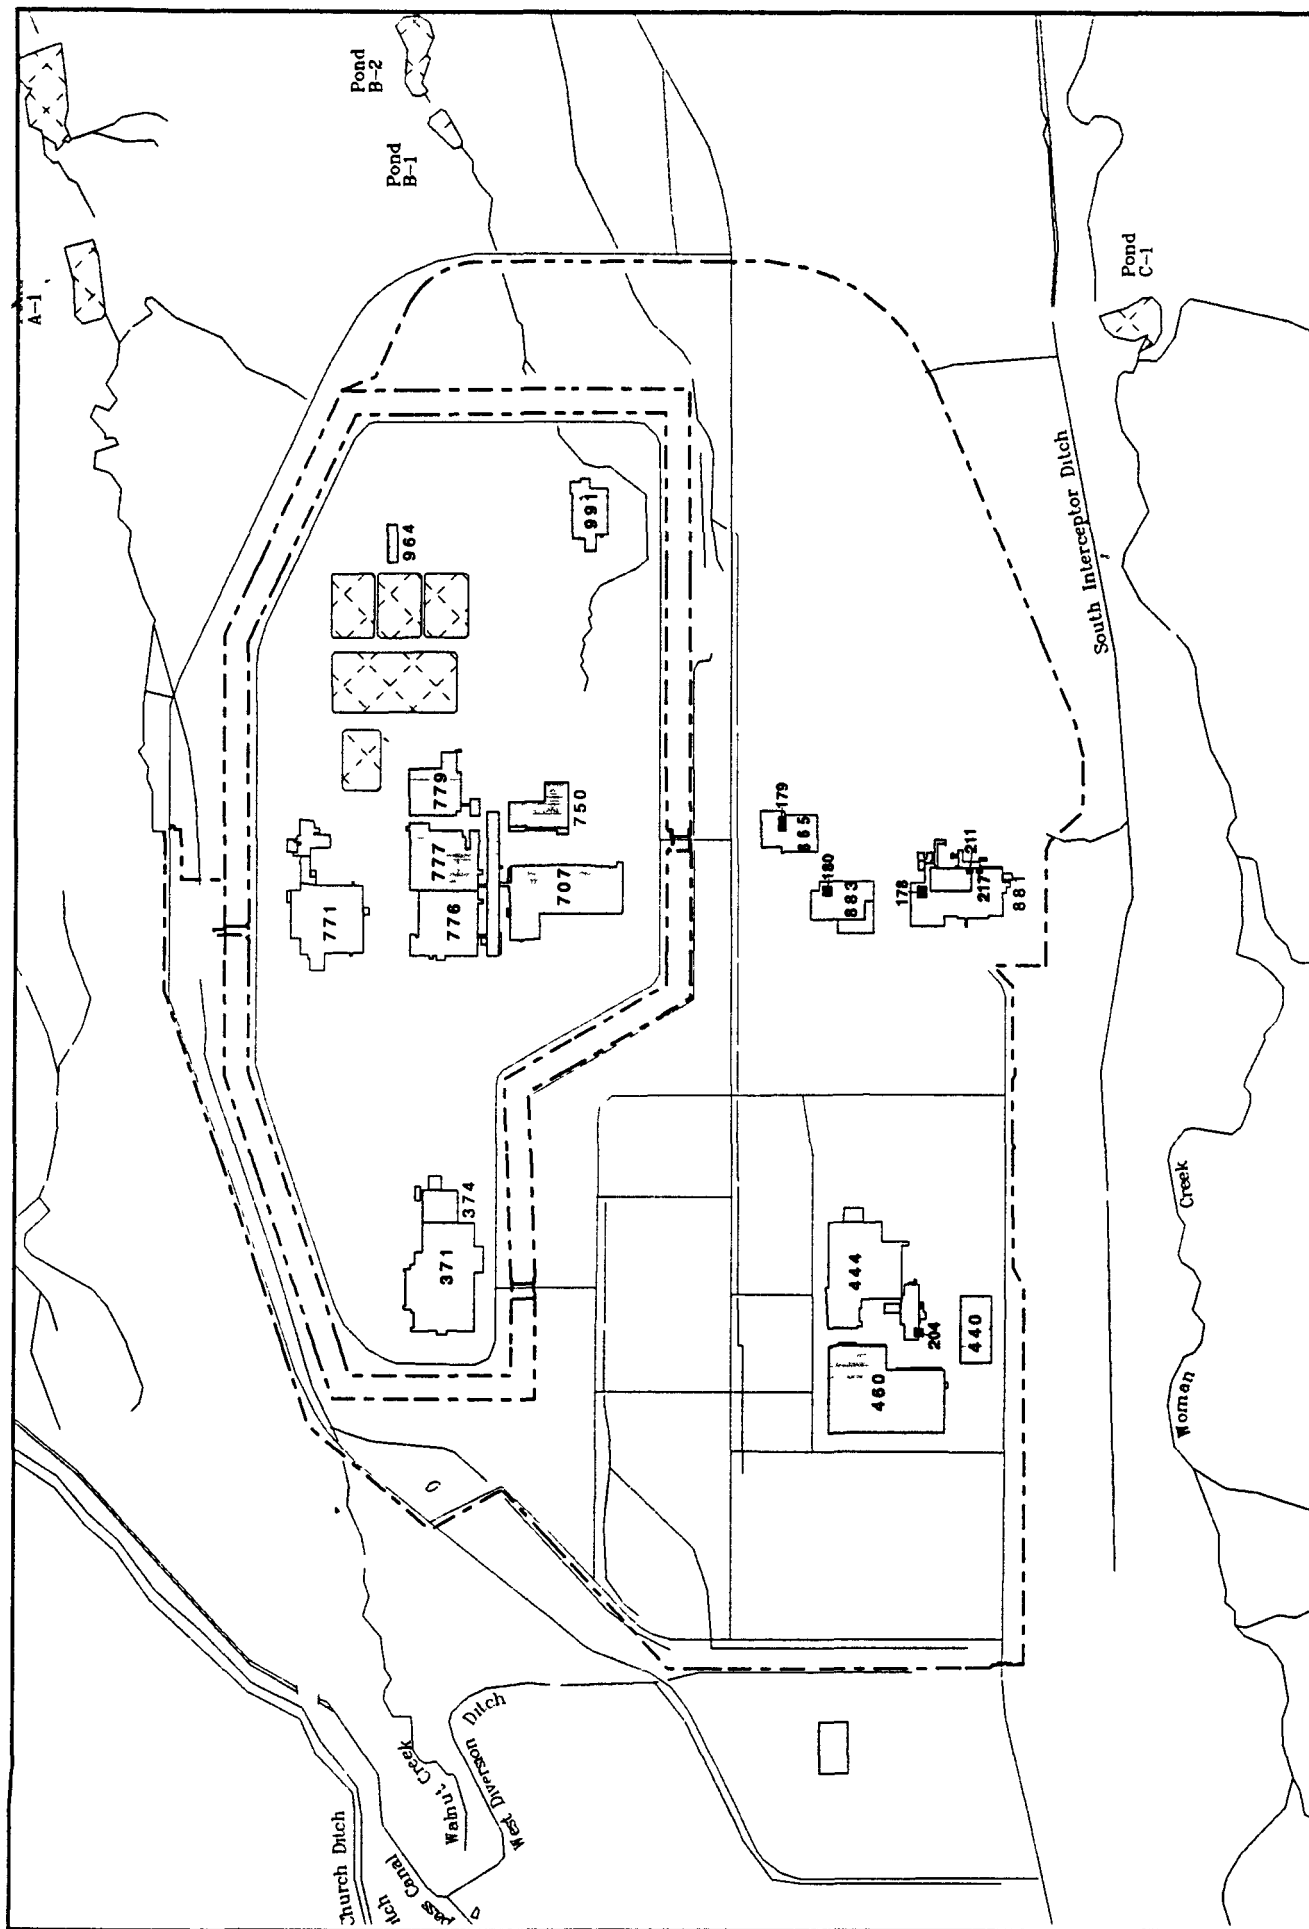 Pond
B-2
Pond
B-1
A-1
Pond
C-1
South Interceptor Ditch
964
991
779
777
776
750
707
771
374
371
179
865
180
883
178
211
217
881
444
204
440
460
Woman Creek
Walnut Creek
West Diversion Ditch
Church Ditch
Canal